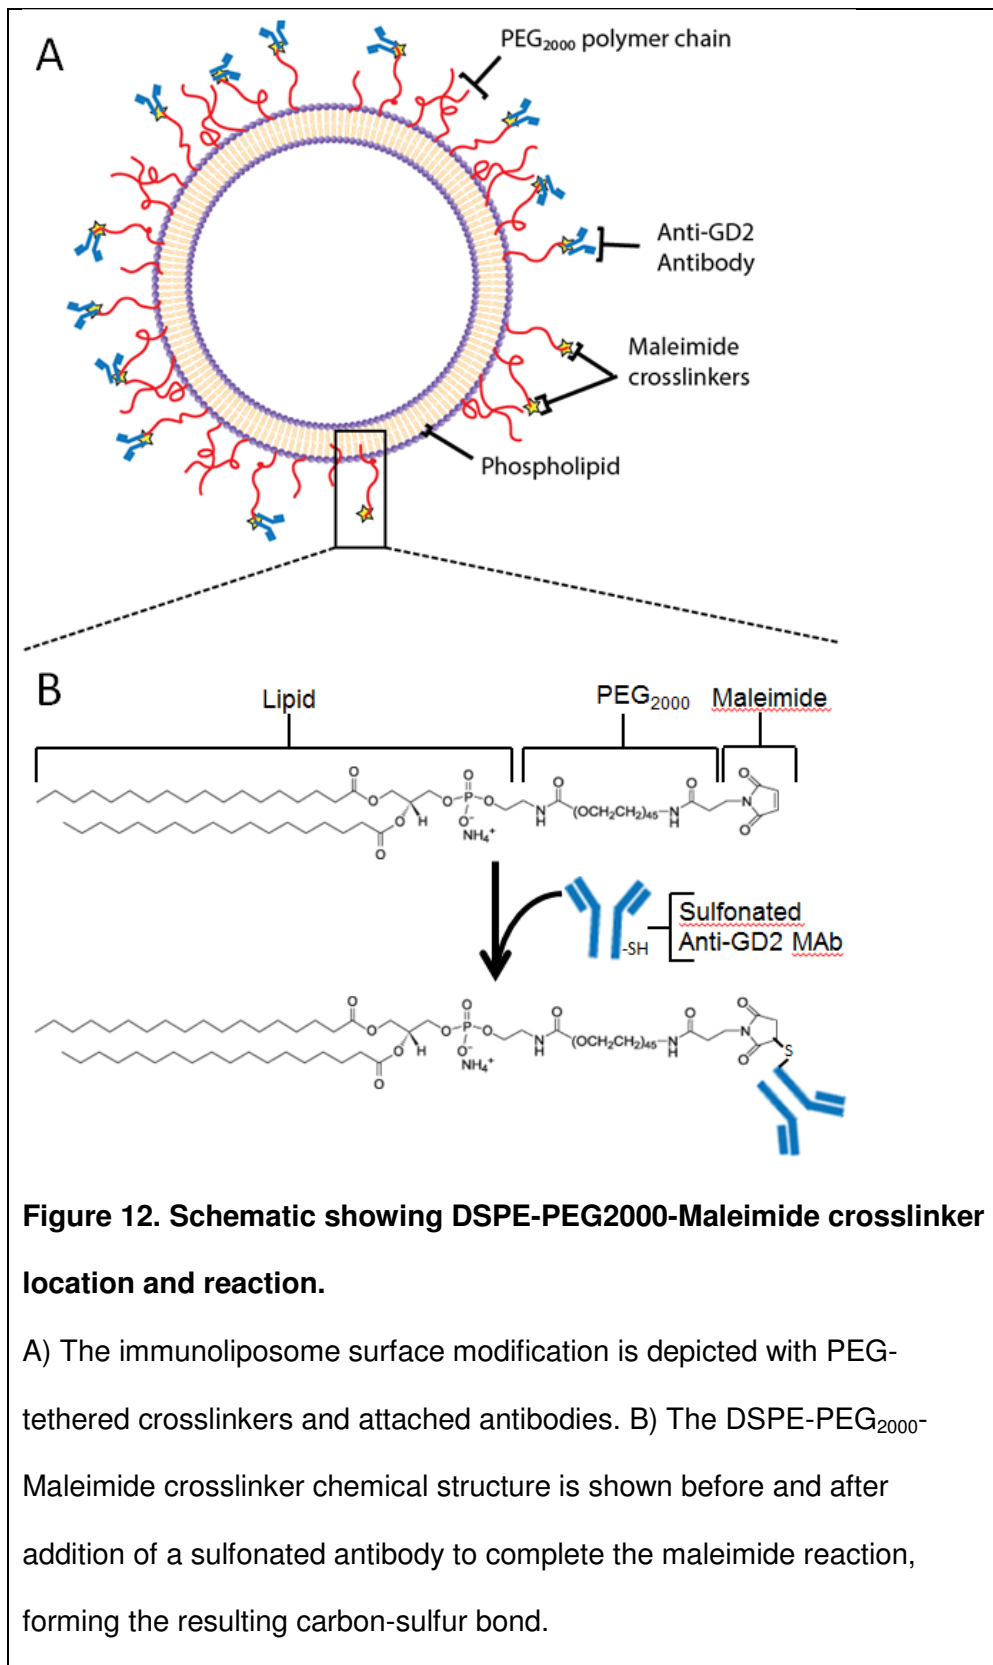 A
PEG2000 polymer chain
Anti-GD2
Antibody
Maleimide
crosslinkers
Phospholipid
B
Lipid
PEG2000
Maleimide
O
O
P
O
O
O
H
O
O
O-
NH4+
O
N
H
O
(OCH2CH2)45
N
H
O
N
O
O
-SH
Sulfonated
Anti-GD2 MAb
O
O
P
O
O
O
H
O
O
O-
NH4+
O
N
H
O
(OCH2CH2)45
N
H
O
N
O
O
S
Figure 12. Schematic showing DSPE-PEG2000-Maleimide crosslinker
location and reaction.
A) The immunoliposome surface modification is depicted with PEG-
tethered crosslinkers and attached antibodies. B) The DSPE-PEG2000-
Maleimide crosslinker chemical structure is shown before and after
addition of a sulfonated antibody to complete the maleimide reaction,
forming the resulting carbon-sulfur bond.